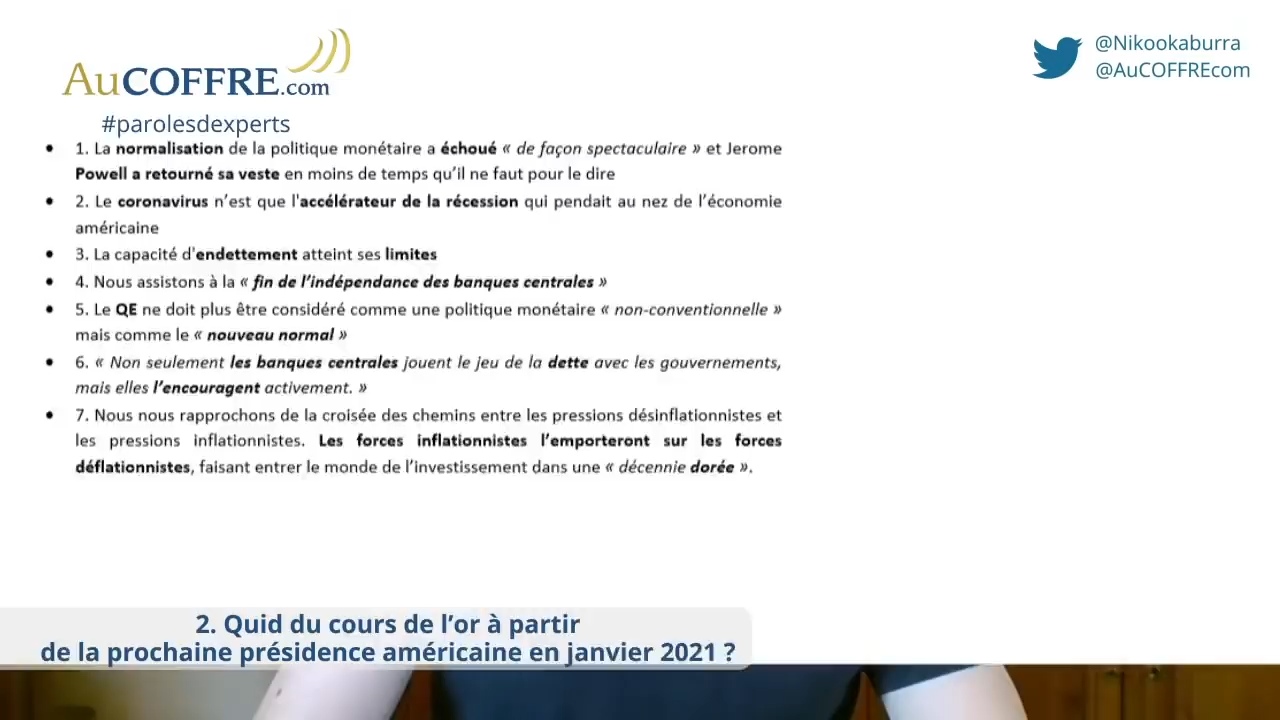 AuCOFFRE.com
#parolesdexperts
@Nikookaburra
@AuCOFFREcom
• 1. La normalisation de la politique monétaire a échoué « de façon spectaculaire » et Jerome
Powell a retourné sa veste en moins de temps qu’il ne faut pour le dire
• 2. Le coronavirus n’est que l'accélérateur de la récession qui pendait au nez de l’économie
américaine
• 3. La capacité d’endettement atteint ses limites
• 4. Nous assistons à la « fin de l’indépendance des banques centrales »
• 5. Le QE ne doit plus être considéré comme une politique monétaire « non-conventionnelle »
mais comme le « nouveau normal »
• 6. « Non seulement les banques centrales jouent le jeu de la dette avec les gouvernements,
mais elles l’encouragent activement. »
• 7. Nous nous rapprochons de la croisée des chemins entre les pressions désinflationnistes et
les pressions inflationnistes. Les forces inflationnistes l’emporteront sur les forces
déflationnistes, faisant entrer le monde de l’investissement dans une « décennie dorée ».
2. Quid du cours de l’or à partir
de la prochaine présidence américaine en janvier 2021 ?